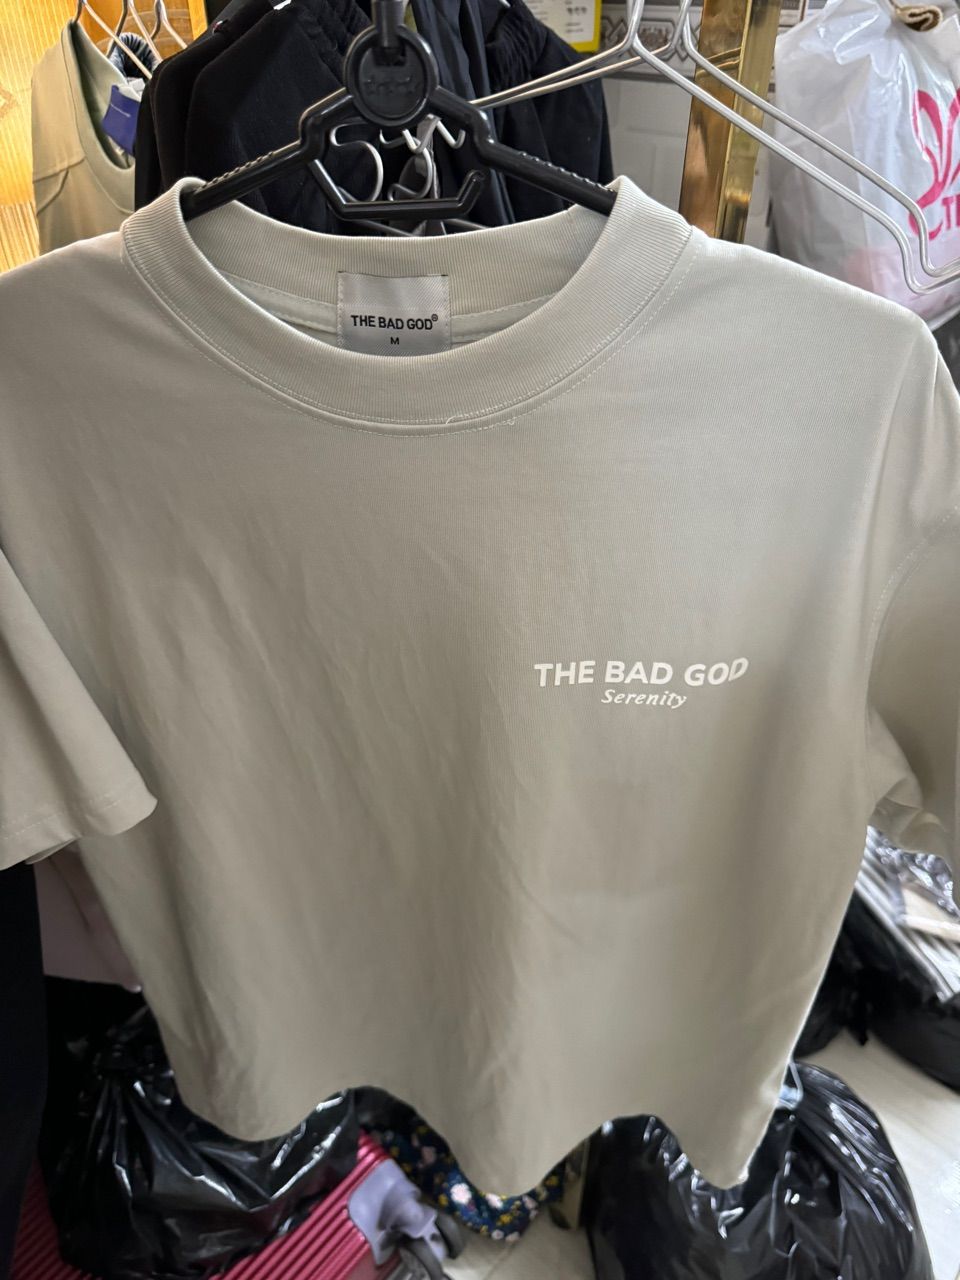 THE BAD GOD®
M
THE BAD GOD
Serenity